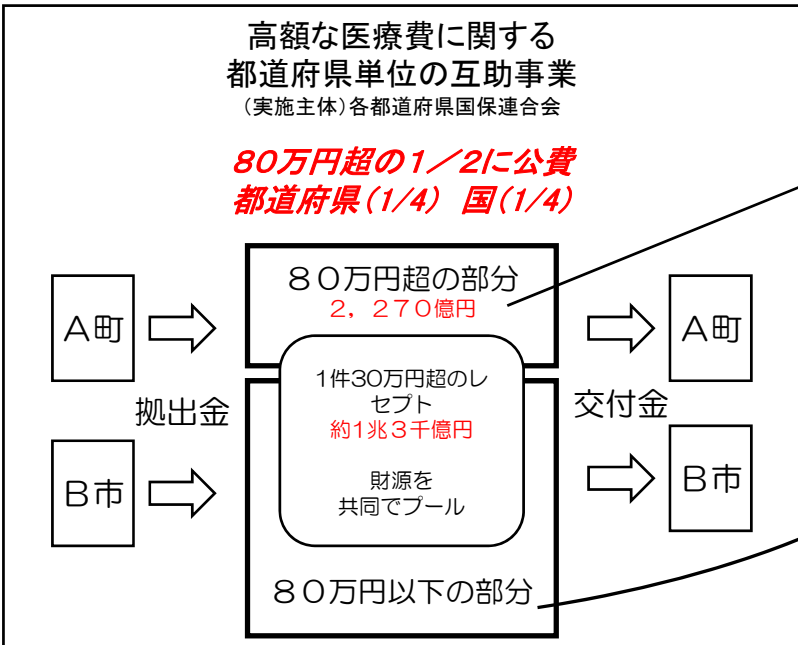 高額な医療費に関する
都道府県単位の互助事業
（実施主体）各都道府県国保連合会
８０万円超の１／２に公費
都道府県（1/4） 国（1/4）
８０万円超の部分
２，２７０億円
Ａ町
Ａ町
1件30万円超のレ
セプト
約1兆３千億円
拠出金
交付金
財源を
共同でプール
Ｂ市
Ｂ市
８０万円以下の部分